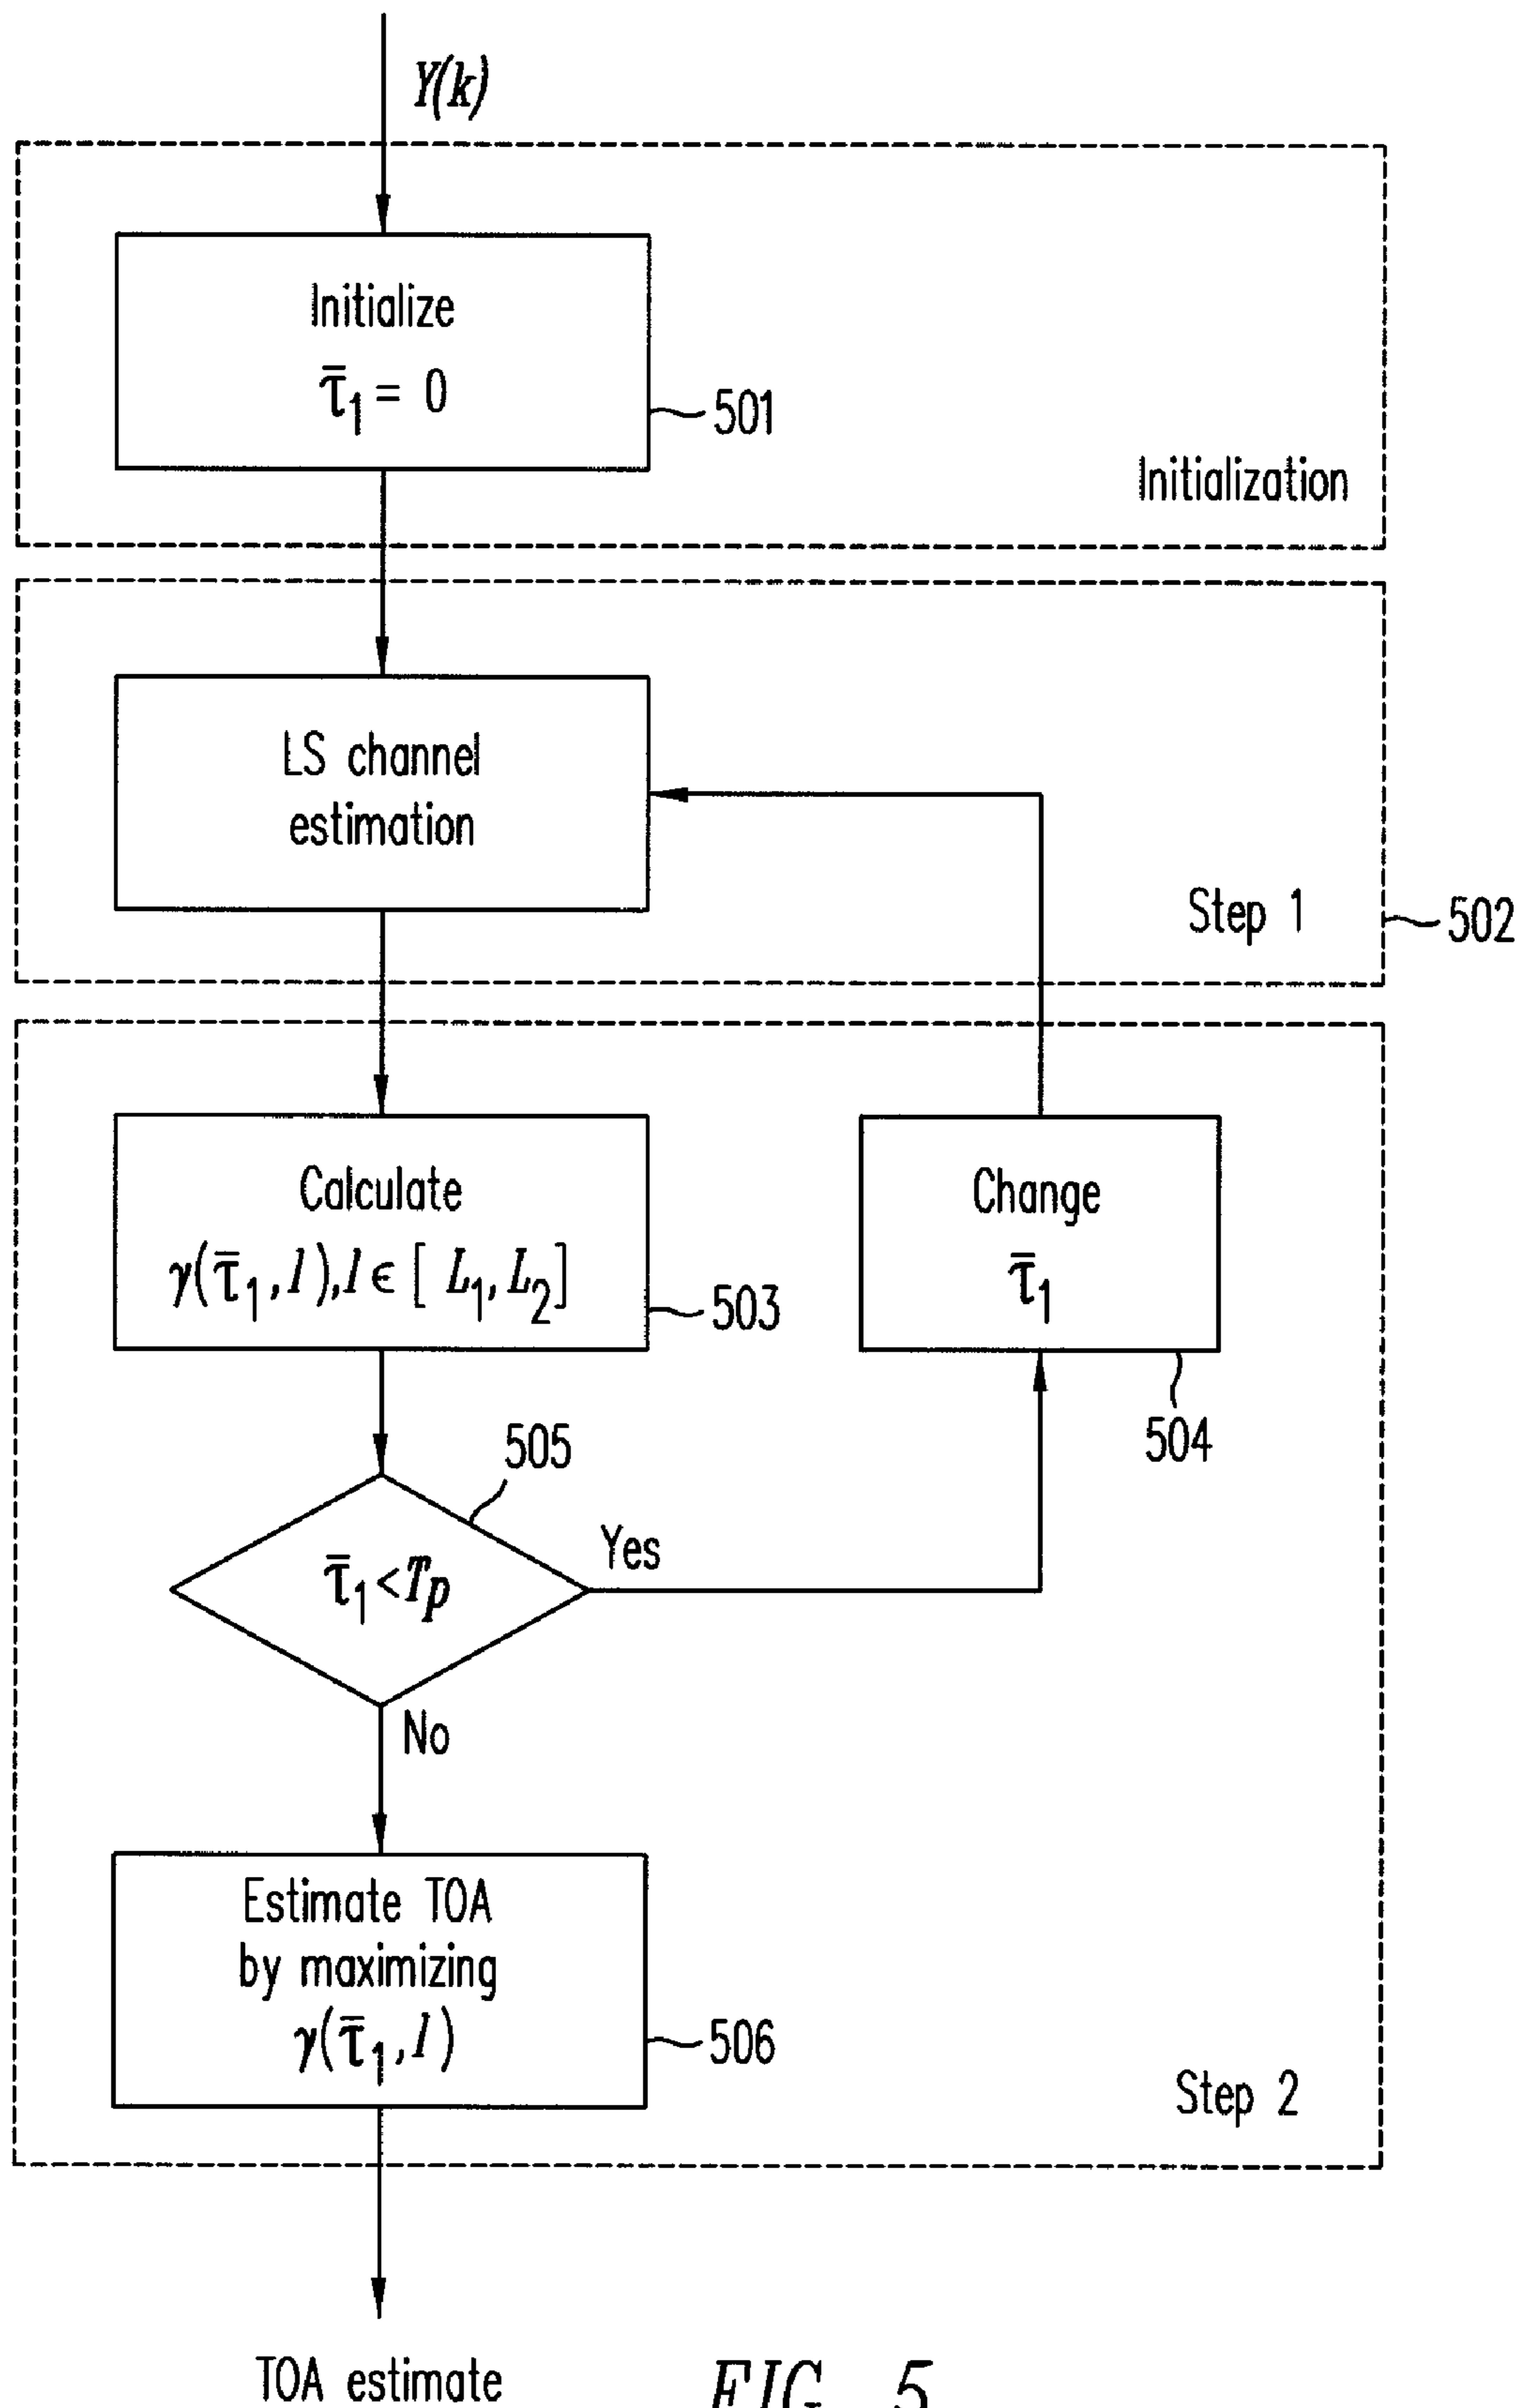 Y(k)
Initialize
τ̄₁ = 0
501
Initialization
LS channel
estimation
Step 1
502
Calculate
γ(τ̄₁, l), l ϵ [ L₁, L₂]
503
Change
τ̄₁
504
505
τ̄₁ < Tₚ
Yes
No
Estimate TOA
by maximizing
γ(τ̄₁, l)
506
Step 2
TOA estimate
FIG. 5